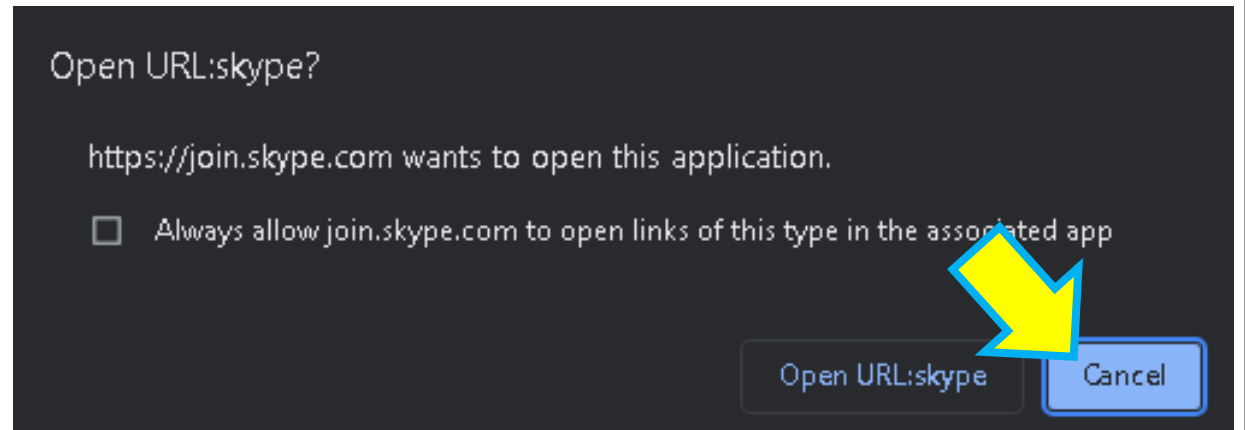 Open URL:skype?
https://join.skype.com wants to open this application.
Always allow join.skype.com to open links of this type in the associated app
Open URL:skype
Cancel